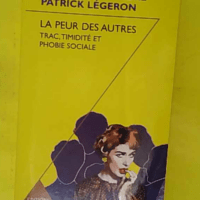 PATRICK LÉGERON
LA PEUR DES AUTRES
TRAC, TIMIDITÉ ET
PHOBIE SOCIALE